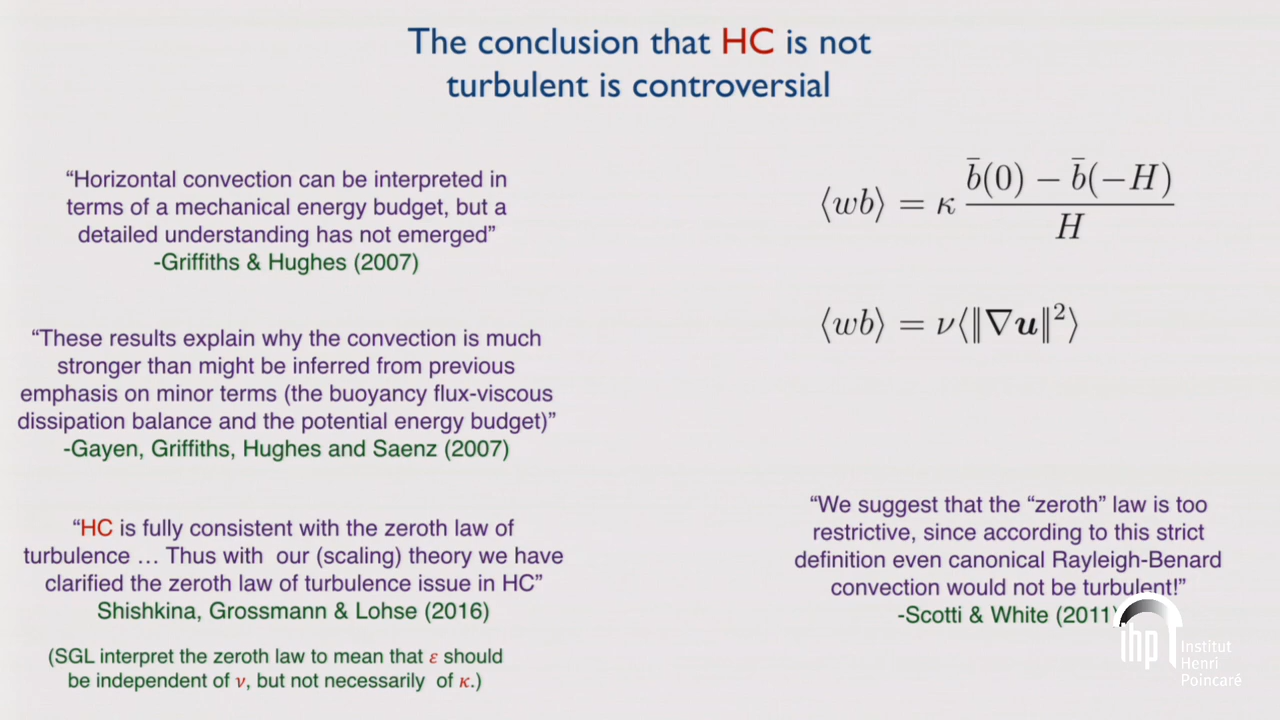 The conclusion that HC is not
turbulent is controversial
“Horizontal convection can be interpreted in
terms of a mechanical energy budget, but a
detailed understanding has not emerged”
-Griffiths & Hughes (2007)
“These results explain why the convection is much
stronger than might be inferred from previous
emphasis on minor terms (the buoyancy flux-viscous
dissipation balance and the potential energy budget)”
-Gayen, Griffiths, Hughes and Saenz (2007)
“HC is fully consistent with the zeroth law of
turbulence … Thus with our (scaling) theory we have
clarified the zeroth law of turbulence issue in HC”
Shishkina, Grossmann & Lohse (2016)
(SGL interpret the zeroth law to mean that ε should
be independent of ν, but not necessarily of κ.)
⟨wb⟩ = κ (b̄(0) − b̄(−H)) / H
⟨wb⟩ = ν⟨‖∇u‖²⟩
“We suggest that the “zeroth” law is too
restrictive, since according to this strict
definition even canonical Rayleigh-Benard
convection would not be turbulent!”
-Scotti & White (2011)
ihp
Institut
Henri
Poincaré